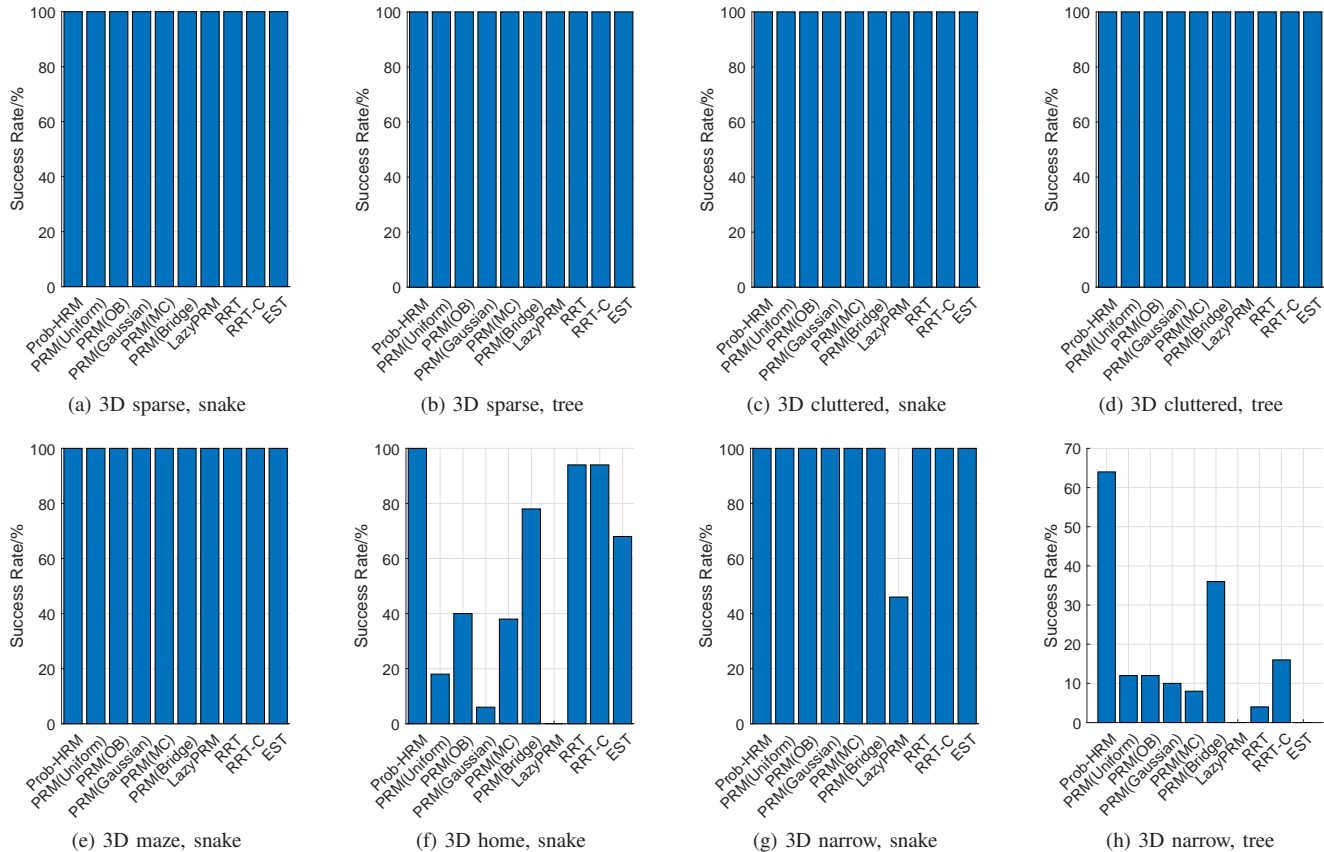 100
80
60
40
20
0
Success Rate/%
Prob-HRM
PRM(Uniform)
PRM(OB)
PRM(Gaussian)
PRM(MC)
PRM(Bridge)
LazyPRM
RRT
RRT-C
EST
(a) 3D sparse, snake
100
80
60
40
20
0
Success Rate/%
Prob-HRM
PRM(Uniform)
PRM(OB)
PRM(Gaussian)
PRM(MC)
PRM(Bridge)
LazyPRM
RRT
RRT-C
EST
(b) 3D sparse, tree
100
80
60
40
20
0
Success Rate/%
Prob-HRM
PRM(Uniform)
PRM(OB)
PRM(Gaussian)
PRM(MC)
PRM(Bridge)
LazyPRM
RRT
RRT-C
EST
(c) 3D cluttered, snake
100
80
60
40
20
0
Success Rate/%
Prob-HRM
PRM(Uniform)
PRM(OB)
PRM(Gaussian)
PRM(MC)
PRM(Bridge)
LazyPRM
RRT
RRT-C
EST
(d) 3D cluttered, tree
100
80
60
40
20
0
Success Rate/%
Prob-HRM
PRM(Uniform)
PRM(OB)
PRM(Gaussian)
PRM(MC)
PRM(Bridge)
LazyPRM
RRT
RRT-C
EST
(e) 3D maze, snake
100
80
60
40
20
0
Success Rate/%
Prob-HRM
PRM(Uniform)
PRM(OB)
PRM(Gaussian)
PRM(MC)
PRM(Bridge)
LazyPRM
RRT
RRT-C
EST
(f) 3D home, snake
100
80
60
40
20
0
Success Rate/%
Prob-HRM
PRM(Uniform)
PRM(OB)
PRM(Gaussian)
PRM(MC)
PRM(Bridge)
LazyPRM
RRT
RRT-C
EST
(g) 3D narrow, snake
70
60
50
40
30
20
10
0
Success Rate/%
Prob-HRM
PRM(Uniform)
PRM(OB)
PRM(Gaussian)
PRM(MC)
PRM(Bridge)
LazyPRM
RRT
RRT-C
EST
(h) 3D narrow, tree